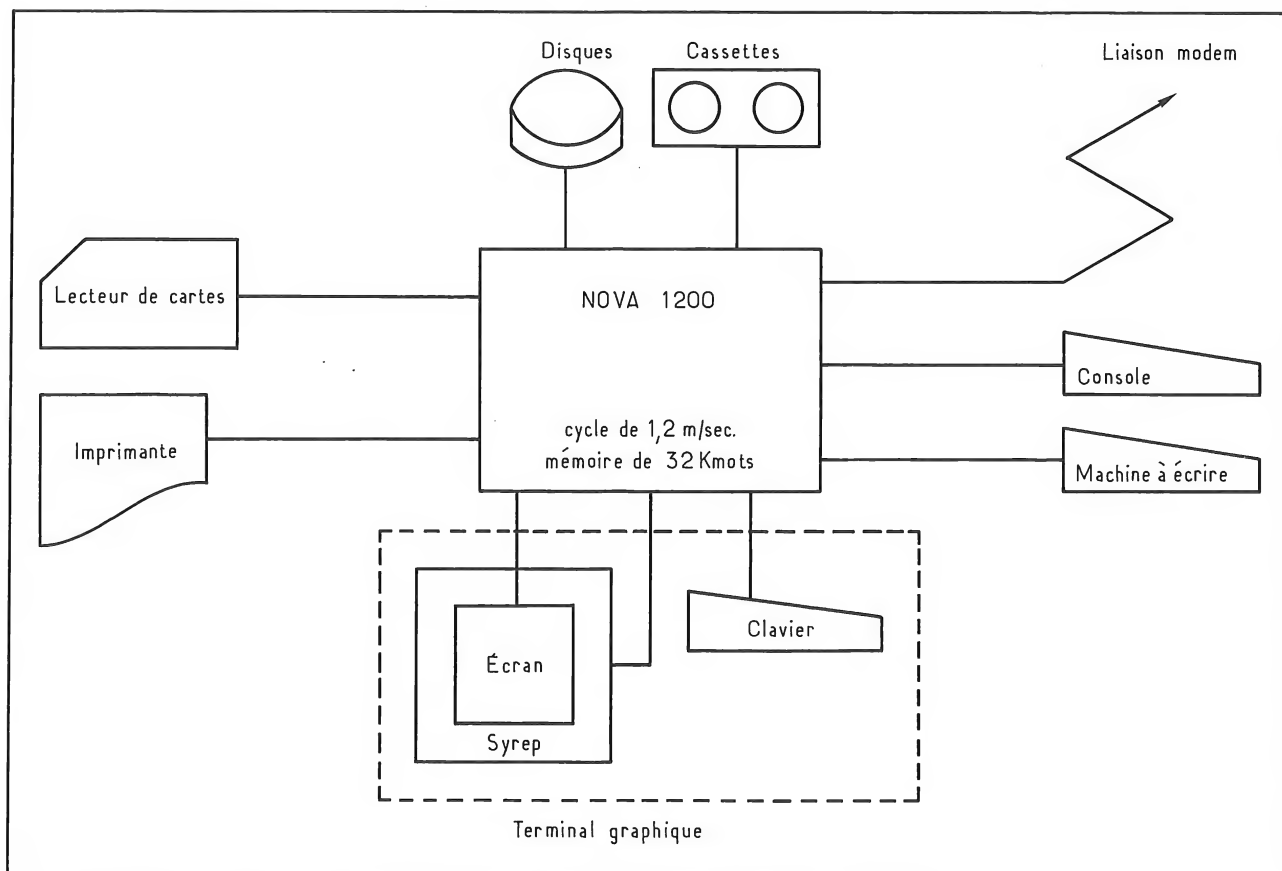 Disques
Cassettes
Liaison modem
Lecteur de cartes
NOVA 1200
Console
Imprimante
cycle de 1,2 m/sec.
mémoire de 32 Kmots
Machine à écrire
Clavier
Écran
Syrep
Terminal graphique